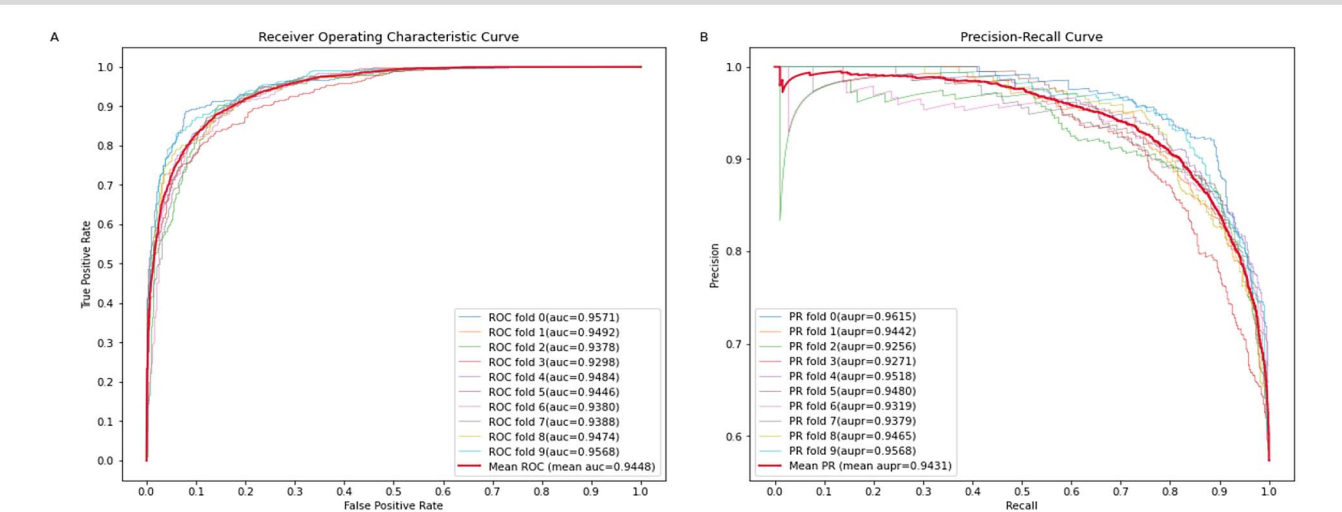 A
Receiver Operating Characteristic Curve
True Positive Rate
1.0
0.9
0.8
0.7
0.6
0.5
0.4
0.3
0.2
0.1
0.0
ROC fold 0(auc=0.9571)
ROC fold 1(auc=0.9492)
ROC fold 2(auc=0.9378)
ROC fold 3(auc=0.9298)
ROC fold 4(auc=0.9484)
ROC fold 5(auc=0.9446)
ROC fold 6(auc=0.9380)
ROC fold 7(auc=0.9388)
ROC fold 8(auc=0.9474)
ROC fold 9(auc=0.9568)
Mean ROC (mean auc=0.9448)
0.0 0.1 0.2 0.3 0.4 0.5 0.6 0.7 0.8 0.9 1.0
False Positive Rate
B
Precision-Recall Curve
Precision
1.0
0.9
0.8
0.7
0.6
PR fold 0(aupr=0.9615)
PR fold 1(aupr=0.9442)
PR fold 2(aupr=0.9256)
PR fold 3(aupr=0.9271)
PR fold 4(aupr=0.9518)
PR fold 5(aupr=0.9480)
PR fold 6(aupr=0.9319)
PR fold 7(aupr=0.9379)
PR fold 8(aupr=0.9465)
PR fold 9(aupr=0.9568)
Mean PR (mean aupr=0.9431)
0.0 0.1 0.2 0.3 0.4 0.5 0.6 0.7 0.8 0.9 1.0
Recall